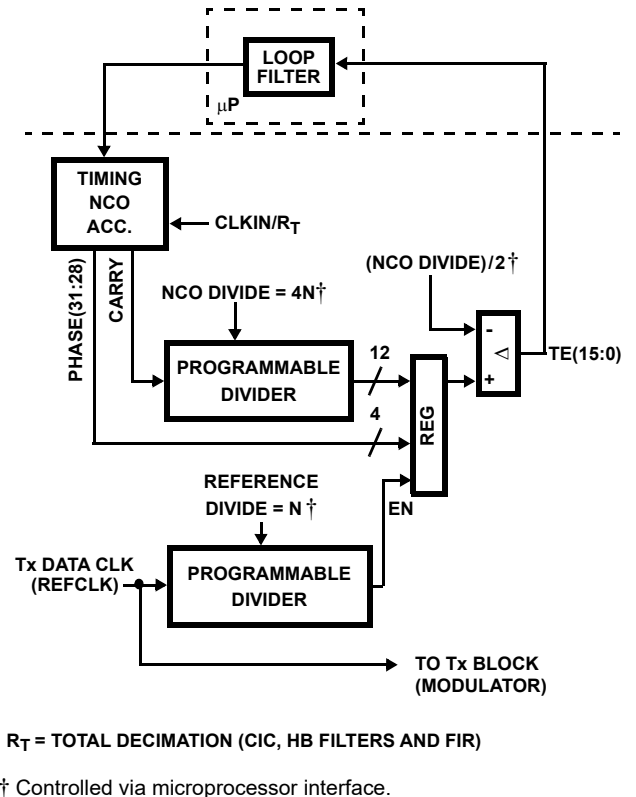 LOOP
FILTER
μP
TIMING
NCO
ACC.
CLKIN/RT
PHASE(31:28)
CARRY
(NCO DIVIDE)/2†
NCO DIVIDE = 4N†
-
◁
+
TE(15:0)
PROGRAMMABLE
DIVIDER
12
4
REG
REFERENCE
DIVIDE = N †
EN
Tx DATA CLK
(REFCLK)
PROGRAMMABLE
DIVIDER
TO Tx BLOCK
(MODULATOR)
RT = TOTAL DECIMATION (CIC, HB FILTERS AND FIR)
† Controlled via microprocessor interface.